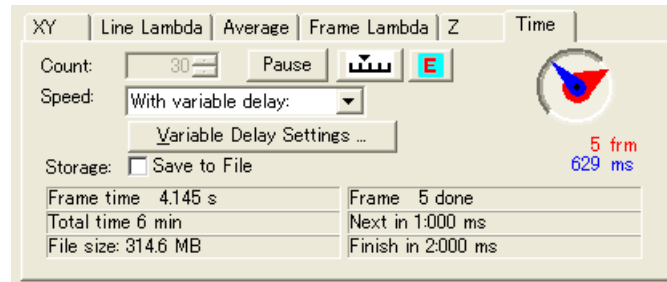 XY Line Lambda Average Frame Lambda Z Time
Count: 30 Pause E
Speed: With variable delay:
Variable Delay Settings ...
5 frm
Storage: Save to File 629 ms
Frame time 4.145 s Frame 5 done
Total time 6 min Next in 1:000 ms
File size: 314.6 MB Finish in 2:000 ms